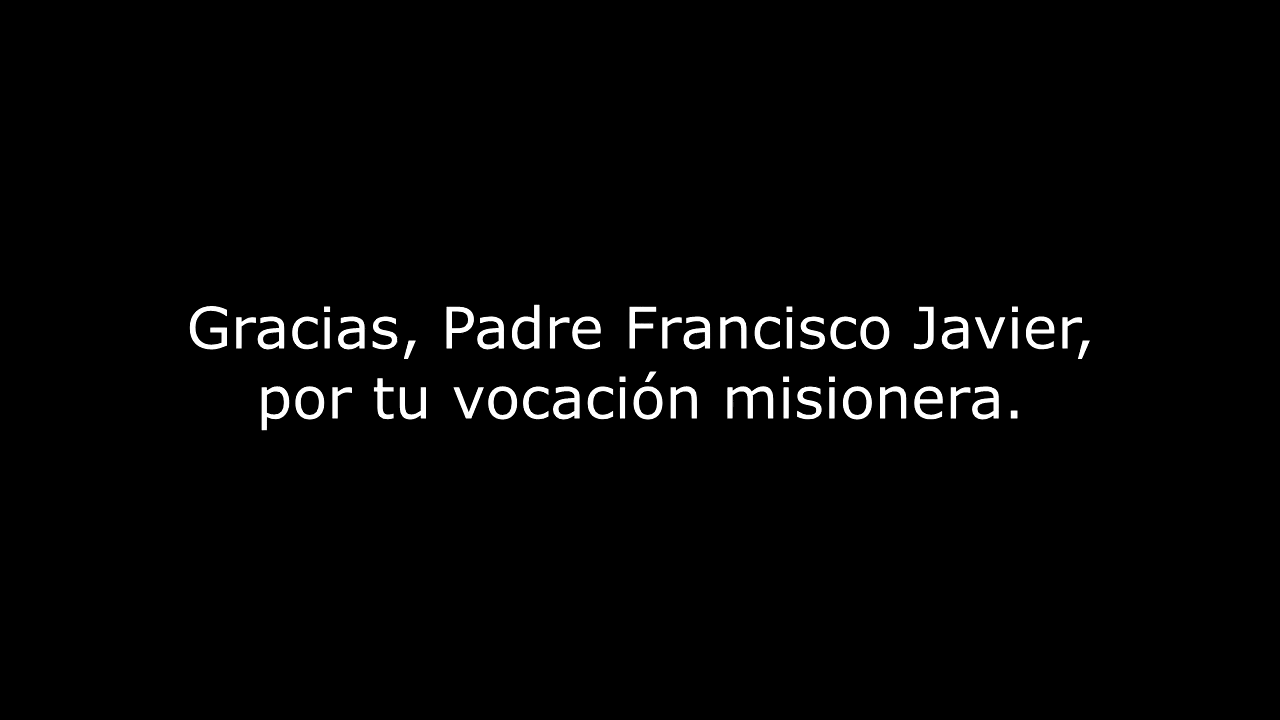 Gracias, Padre Francisco Javier,
por tu vocación misionera.